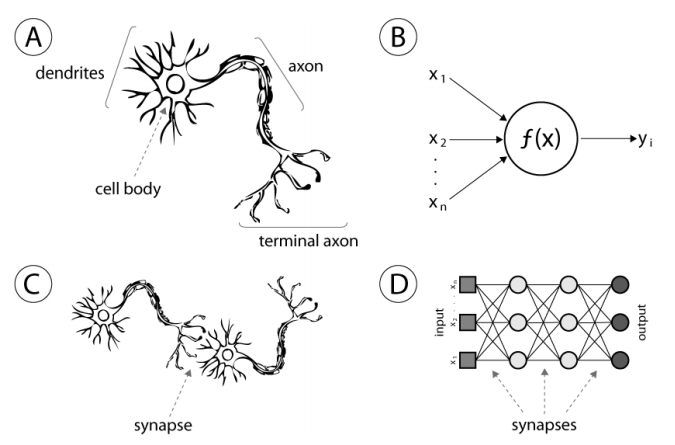 A
dendrites
axon
cell body
terminal axon
B
x1
x2
.
.
.
xn
f(x)
yi
C
synapse
D
input
x1 x2 . . . xn
output
synapses